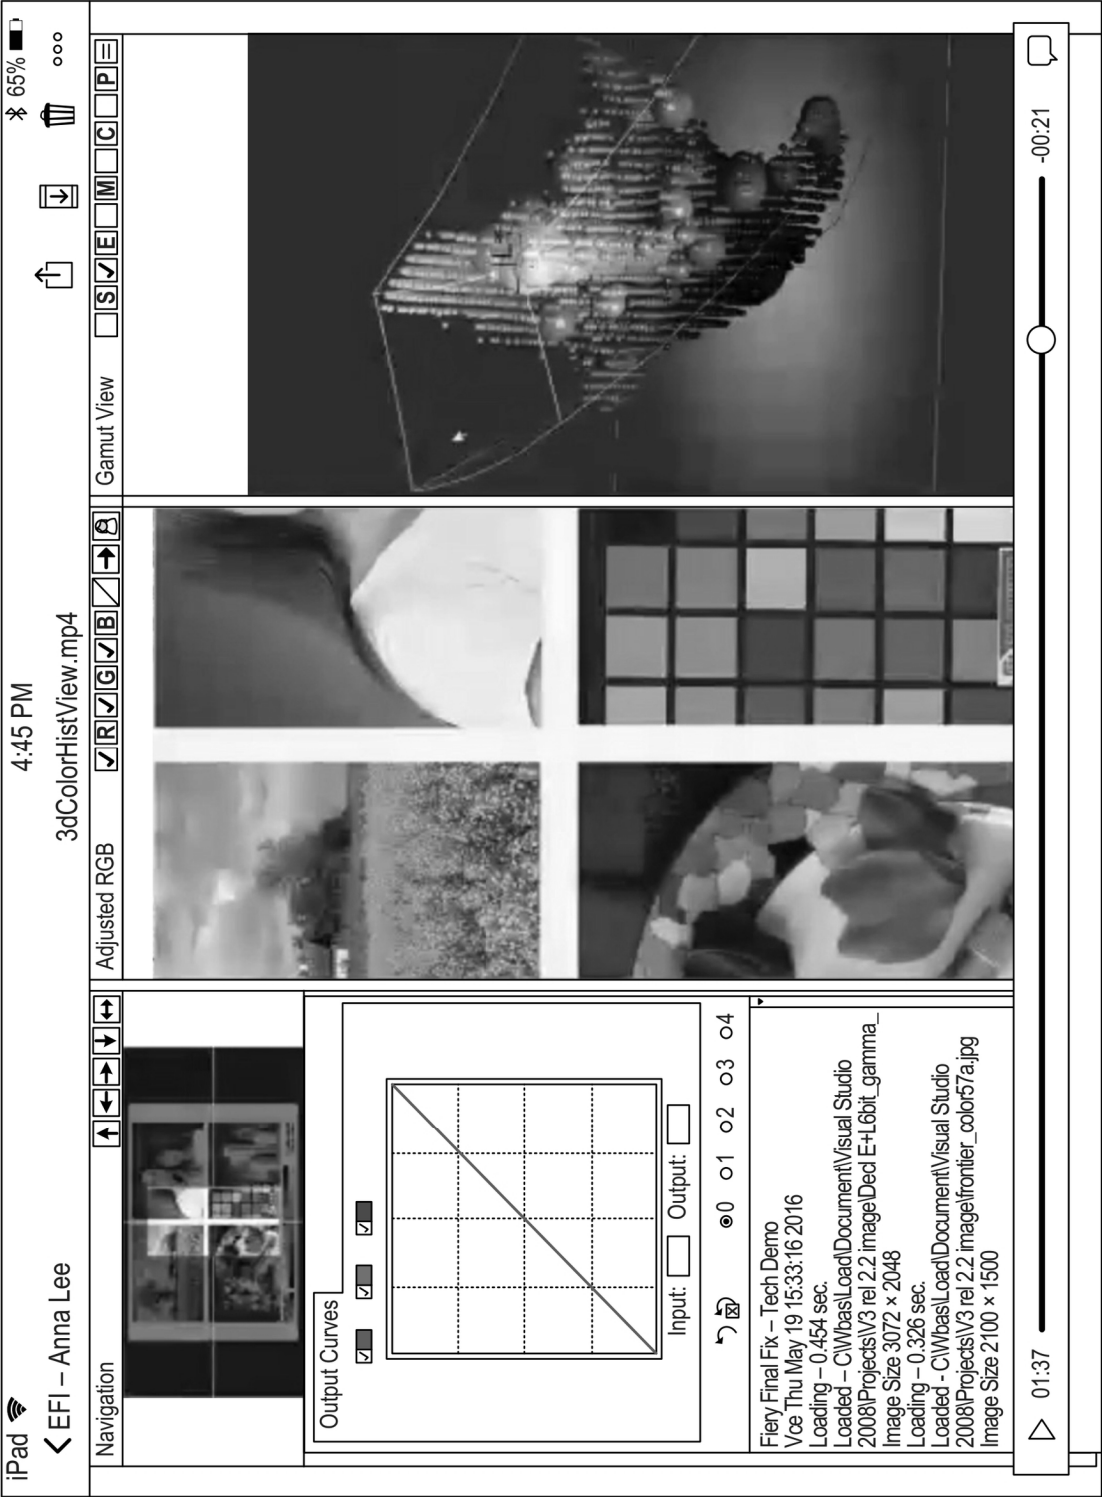 iPad 4:45 PM 65%
EFI – Anna Lee 3dColorHistView.mp4
Navigation
Adjusted RGB R G B
Gamut View S E M C P
Output Curves
Input: Output:
0 1 2 3 4
Fiery Final Fix – Tech Demo
Vce Thu May 19 15:33:16 2016
Loading – 0.454 sec.
Loaded – C\Wbas\Load\Document\Visual Studio
2008\Projects\V3 rel 2.2 image\Ded E+L6bit_gamma_
Image Size 3072 × 2048
Loading – 0.326 sec.
Loaded - C\Wbas\Load\Document\Visual Studio
2008\Projects\V3 rel 2.2 image\frontier_color57a.jpg
Image Size 2100 × 1500
01:37 -00:21